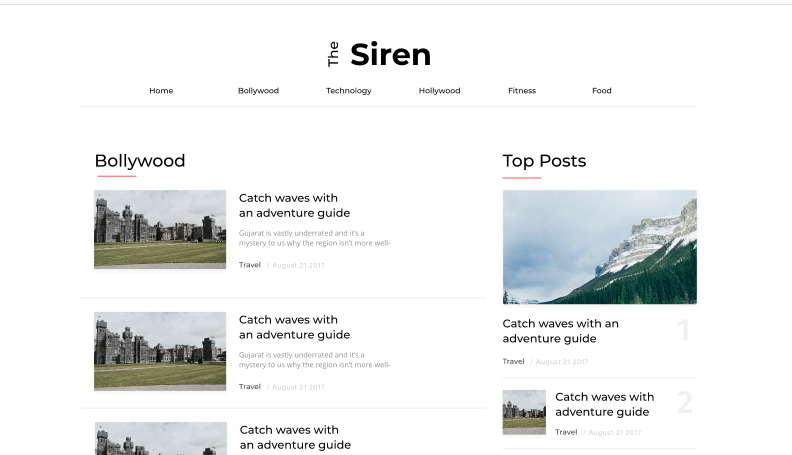 The Siren
Home Bollywood Technology Hollywood Fitness Food
Bollywood
Catch waves with
an adventure guide
Gujarat is vastly underrated and it's a
mystery to us why the region isn't more well-
Travel / August 21 2017
Catch waves with
an adventure guide
Gujarat is vastly underrated and it's a
mystery to us why the region isn't more well-
Travel / August 21 2017
Catch waves with
an adventure guide
Top Posts
Catch waves with an
adventure guide
1
Travel / August 21 2017
Catch waves with
adventure guide
2
Travel / August 21 2017